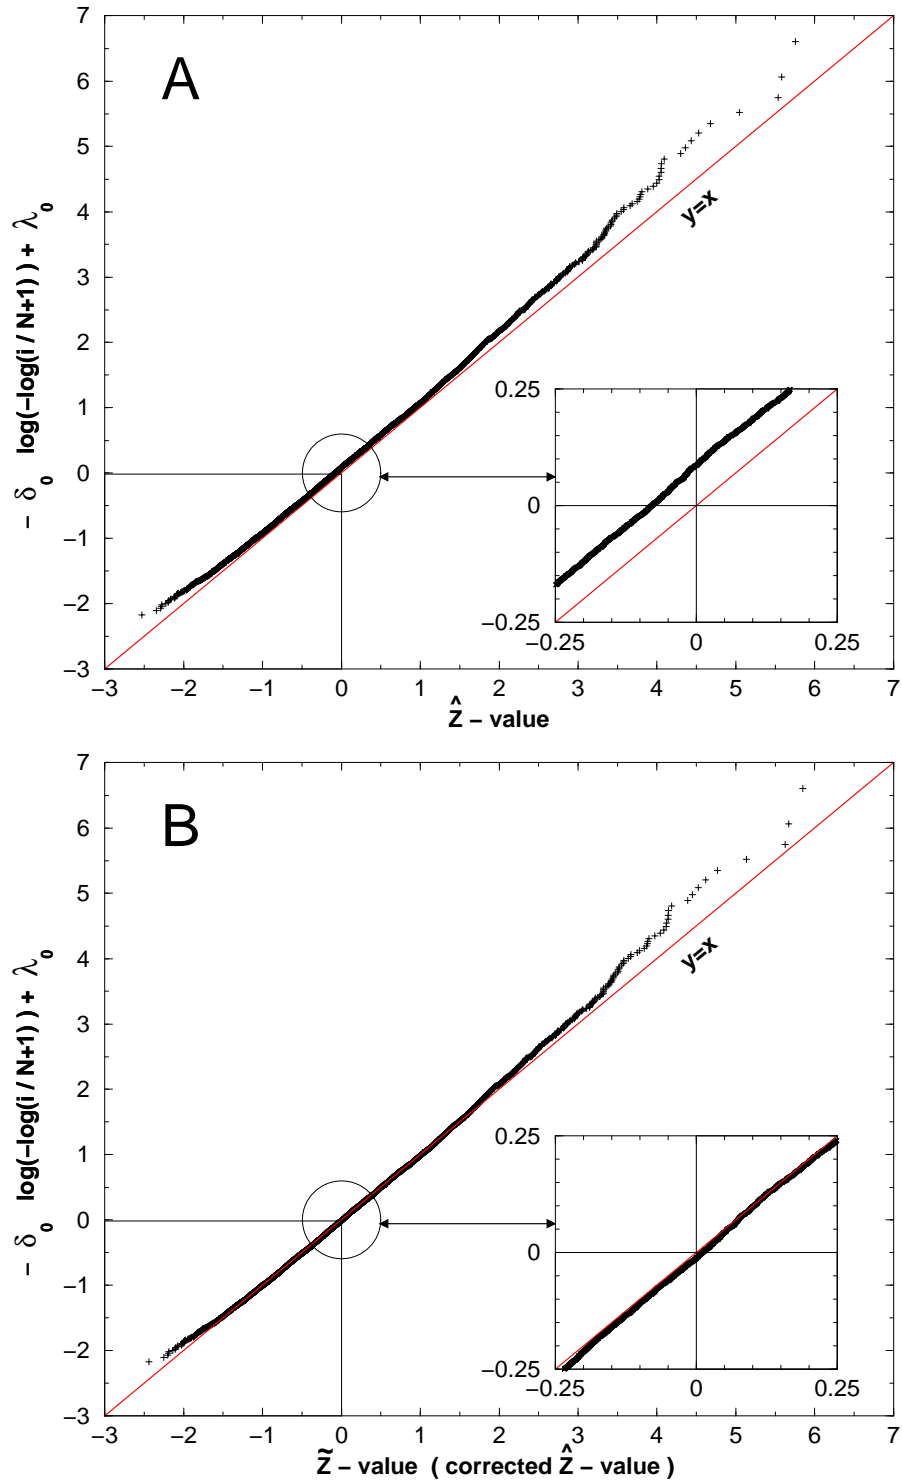 7
6
5
4
3
2
1
0
−1
−2
−3
A
y=x
− δ₀ log(−log(i / N+1)) + λ₀
0.25
0
−0.25
−0.25 0 0.25
−3 −2 −1 0 1 2 3 4 5 6 7
Ẑ − value
7
6
5
4
3
2
1
0
−1
−2
−3
B
y=x
− δ₀ log(−log(i / N+1)) + λ₀
0.25
0
−0.25
−0.25 0 0.25
−3 −2 −1 0 1 2 3 4 5 6 7
Z̃ − value ( corrected Ẑ − value )